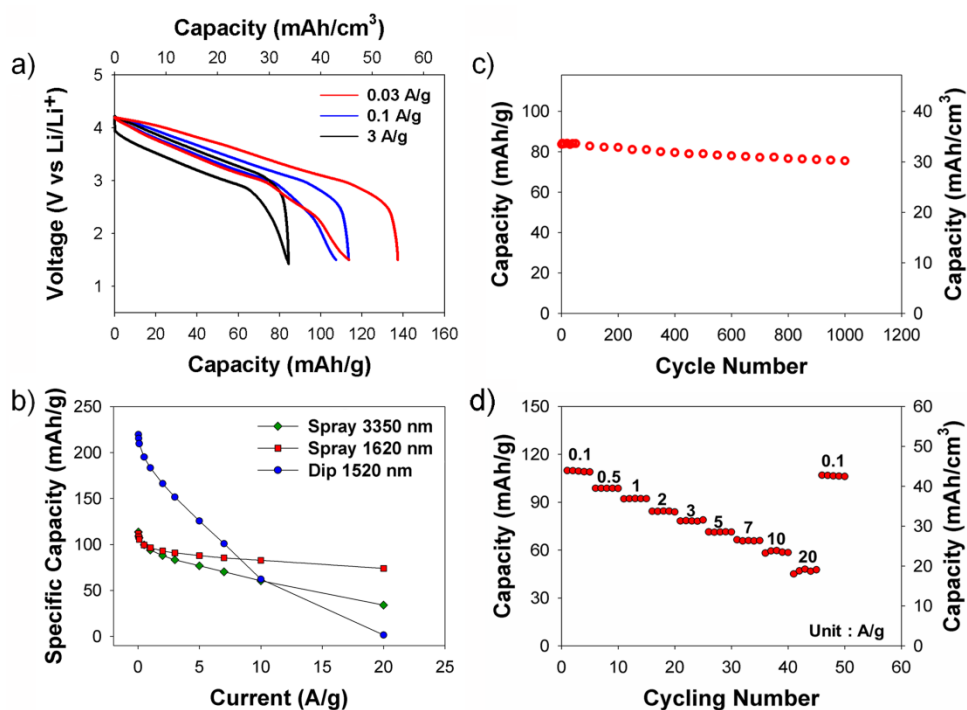 a)
Capacity (mAh/cm³)
0 10 20 30 40 50 60
5
4
3
2
1
Voltage (V vs Li/Li⁺)
0.03 A/g
0.1 A/g
3 A/g
0 20 40 60 80 100 120 140 160
Capacity (mAh/g)
c)
100
80
60
40
20
0
Capacity (mAh/g)
40
30
20
10
0
Capacity (mAh/cm³)
0 200 400 600 800 1000 1200
Cycle Number
b)
250
200
150
100
50
0
Specific Capacity (mAh/g)
Spray 3350 nm
Spray 1620 nm
Dip 1520 nm
0 5 10 15 20 25
Current (A/g)
d)
150
120
90
60
30
0
Capacity (mAh/g)
60
50
40
30
20
10
0
Capacity (mAh/cm³)
0.1
0.5
1
2
3
5
7
10
20
0.1
Unit : A/g
0 10 20 30 40 50 60
Cycling Number